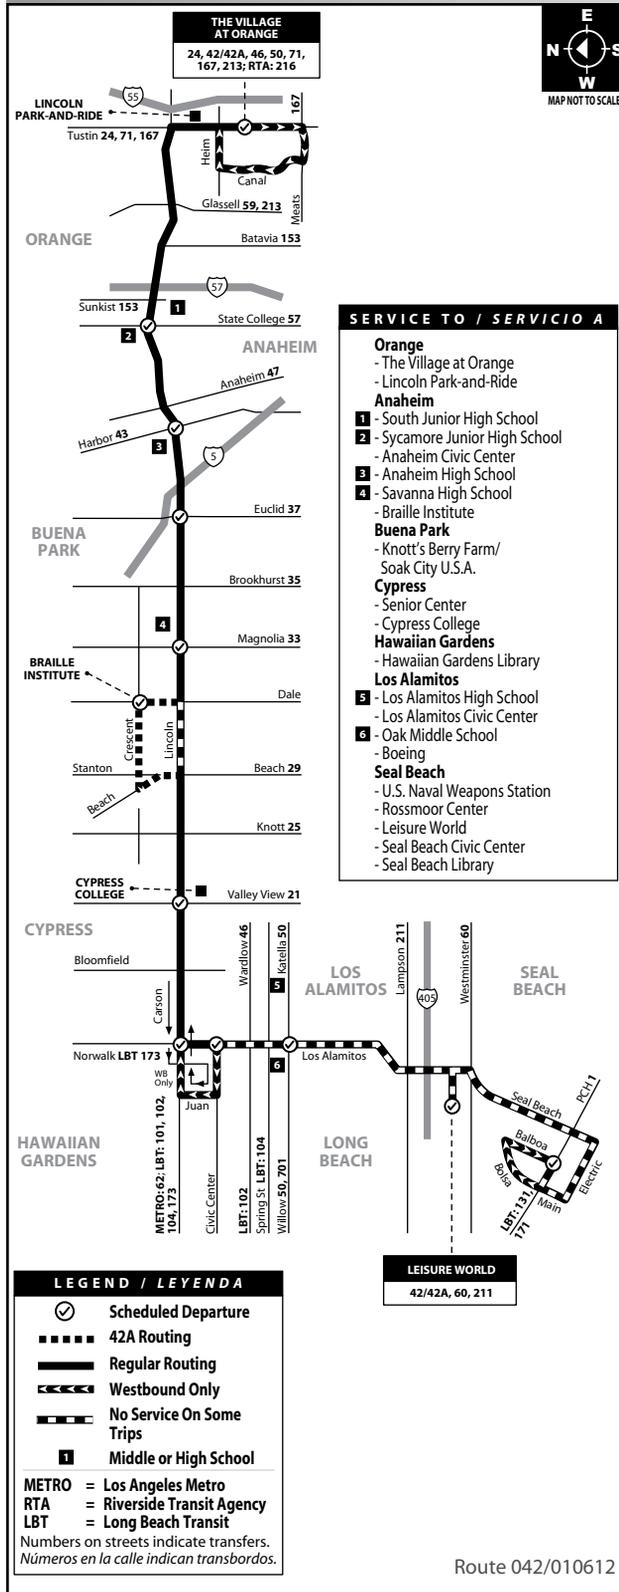 THE VILLAGE
AT ORANGE
24, 42/42A, 46, 50, 71,
167, 213; RTA: 216
E
N
S
W
MAP NOT TO SCALE
55
LINCOLN
PARK-AND-RIDE
167
Tustin 24, 71, 167
Heim
Canal
Meats
Glassell 59, 213
ORANGE
Batavia 153
57
Sunkist 153
1
State College 57
2
ANAHEIM
Anaheim 47
Harbor 43
3
5
Euclid 37
BUENA
PARK
Brookhurst 35
4
Magnolia 33
BRAILLE
INSTITUTE
Dale
Crescent
Lincoln
Stanton
Beach 29
Beach
Knott 25
CYPRESS
COLLEGE
Valley View 21
CYPRESS
Bloomfield
Carson
Wardlow 46
Katella 50
5
LOS
ALAMITOS
Lampson 211
405
Westminster 60
SEAL
BEACH
Norwalk LBT 173
Los Alamitos
6
WB
Only
Juan
HAWAIIAN
GARDENS
METRO: 62; LBT: 101, 102,
104, 173
Civic Center
LBT: 102
Spring St LBT: 104
Willow 50, 701
LONG
BEACH
Seal Beach
PCH 1
Balboa
Bolsa
Electric
Main
LBT: 131,
171
LEISURE WORLD
42/42A, 60, 211
SERVICE TO / SERVICIO A
Orange
- The Village at Orange
- Lincoln Park-and-Ride
Anaheim
1 - South Junior High School
2 - Sycamore Junior High School
- Anaheim Civic Center
3 - Anaheim High School
4 - Savanna High School
- Braille Institute
Buena Park
- Knott's Berry Farm/
Soak City U.S.A.
Cypress
- Senior Center
- Cypress College
Hawaiian Gardens
- Hawaiian Gardens Library
Los Alamitos
5 - Los Alamitos High School
- Los Alamitos Civic Center
6 - Oak Middle School
- Boeing
Seal Beach
- U.S. Naval Weapons Station
- Rossmoor Center
- Leisure World
- Seal Beach Civic Center
- Seal Beach Library
LEGEND / LEYENDA
Scheduled Departure
42A Routing
Regular Routing
Westbound Only
No Service On Some
Trips
1 Middle or High School
METRO = Los Angeles Metro
RTA = Riverside Transit Agency
LBT = Long Beach Transit
Numbers on streets indicate transfers.
Números en la calle indican transbordos.
Route 042/010612